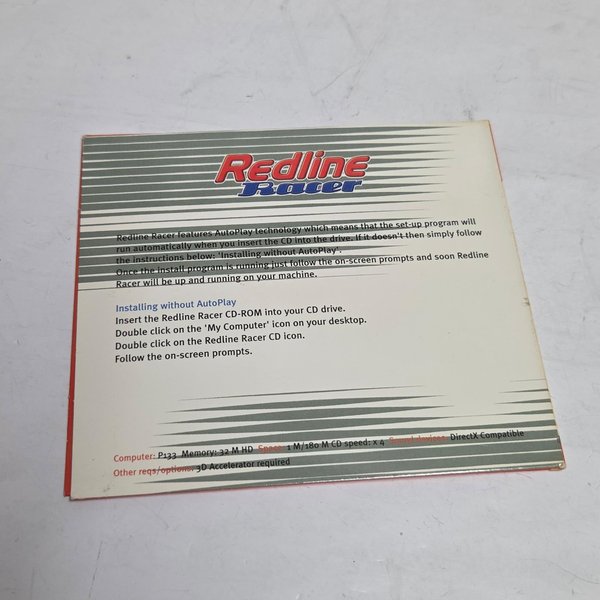 Redline
Racer
Redline Racer features AutoPlay technology which means that the set-up program will
run automatically when you insert the CD into the drive. If it doesn't then simply follow
the instructions below: 'Installing without AutoPlay':
Once the install program is running just follow the on-screen prompts and soon Redline
Racer will be up and running on your machine.
Installing without AutoPlay
Insert the Redline Racer CD-ROM into your CD drive.
Double click on the 'My Computer' icon on your desktop.
Double click on the Redline Racer CD icon.
Follow the on-screen prompts.
Computer: P133 Memory: 32 M HD Space: 1 M/180 M CD speed: x 4 Sound devices: DirectX Compatible
Other reqs/options: 3D Accelerator required